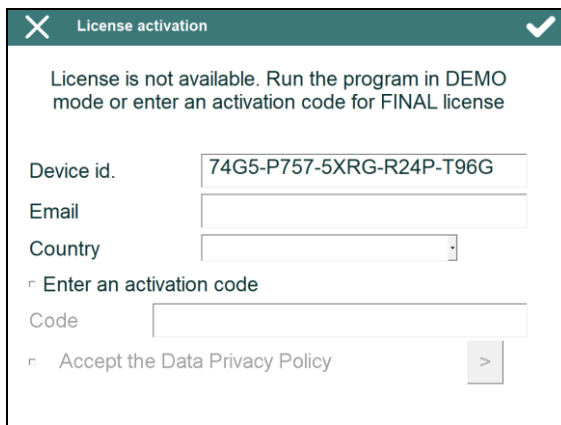 License activation
License is not available. Run the program in DEMO
mode or enter an activation code for FINAL license
Device id. 74G5-P757-5XRG-R24P-T96G
Email
Country
Enter an activation code
Code
Accept the Data Privacy Policy >